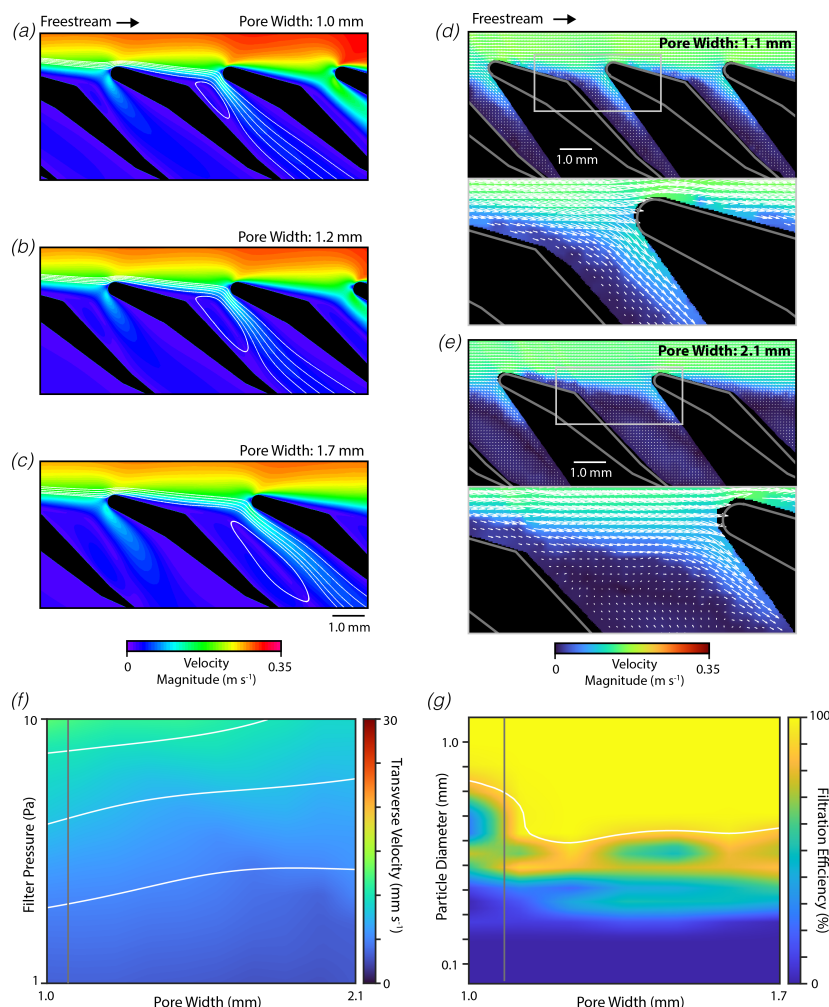 (a)
Freestream
Pore Width: 1.0 mm
(b)
Pore Width: 1.2 mm
(c)
Pore Width: 1.7 mm
1.0 mm
0
0.35
Velocity
Magnitude (m s⁻¹)
(d)
Freestream
Pore Width: 1.1 mm
1.0 mm
(e)
Pore Width: 2.1 mm
1.0 mm
0
0.35
Velocity
Magnitude (m s⁻¹)
(f)
10
Filter Pressure (Pa)
1
1.0
Pore Width (mm)
2.1
30
Transverse Velocity (mm s⁻¹)
0
(g)
1.0
Particle Diameter (mm)
0.1
1.0
Pore Width (mm)
1.7
100
Filtration Efficiency (%)
0